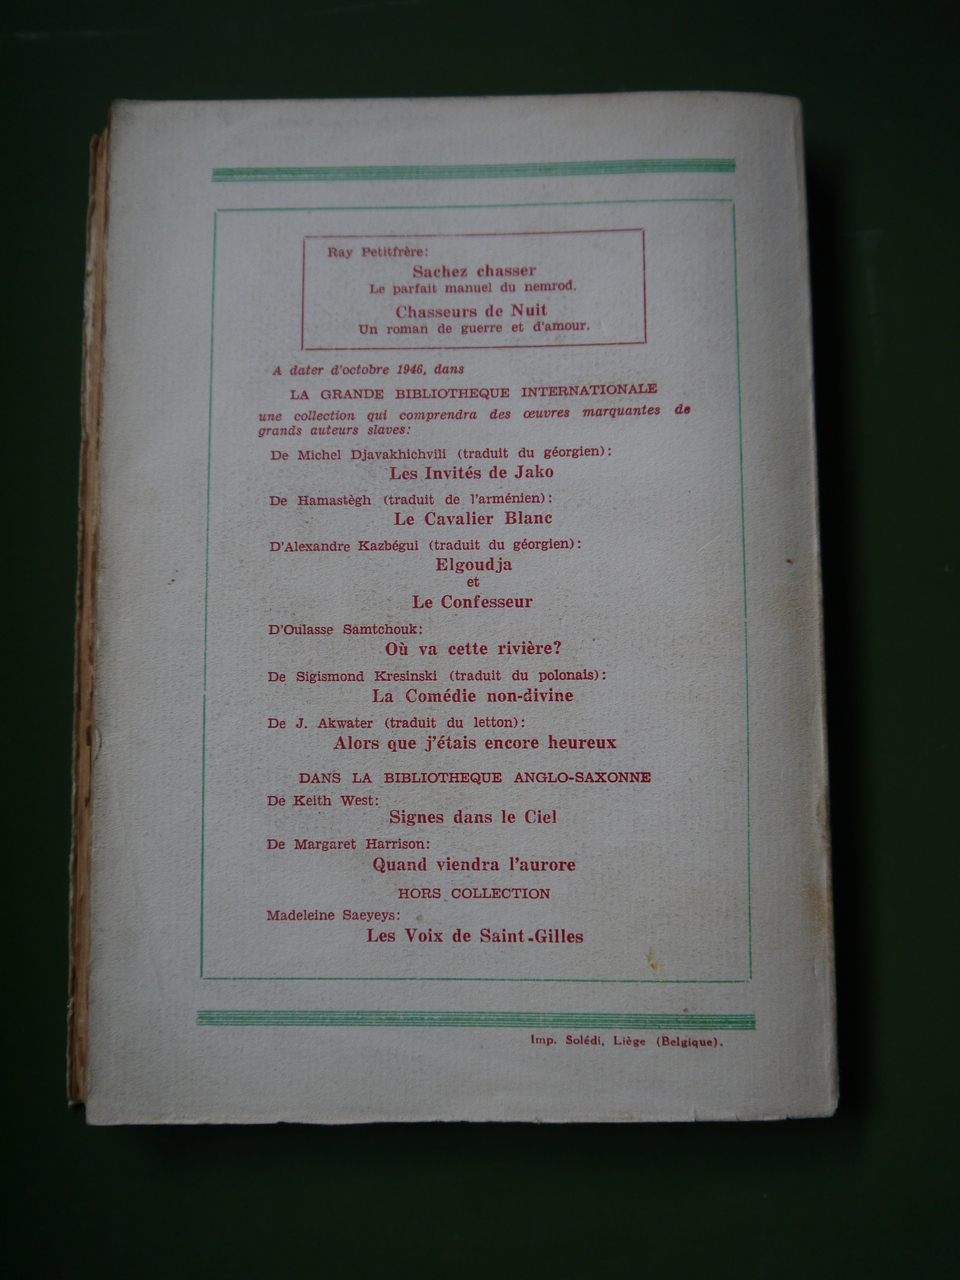 Ray Petitfrère:
Sachez chasser
Le parfait manuel du nemrod.
Chasseurs de Nuit
Un roman de guerre et d'amour.
A dater d'octobre 1946, dans
LA GRANDE BIBLIOTHEQUE INTERNATIONALE
une collection qui comprendra des œuvres marquantes de
grands auteurs slaves:
De Michel Djavakhichvili (traduit du géorgien):
Les Invités de Jako
De Hamastègh (traduit de l'arménien):
Le Cavalier Blanc
D'Alexandre Kazbégui (traduit du géorgien):
Elgoudja
et
Le Confesseur
D'Oulasse Samtchouk:
Où va cette rivière?
De Sigismond Kresinski (traduit du polonais):
La Comédie non-divine
De J. Akwater (traduit du letton):
Alors que j'étais encore heureux
DANS LA BIBLIOTHEQUE ANGLO-SAXONNE
De Keith West:
Signes dans le Ciel
De Margaret Harrison:
Quand viendra l'aurore
HORS COLLECTION
Madeleine Saeyeys:
Les Voix de Saint-Gilles
Imp. Solédi, Liège (Belgique).